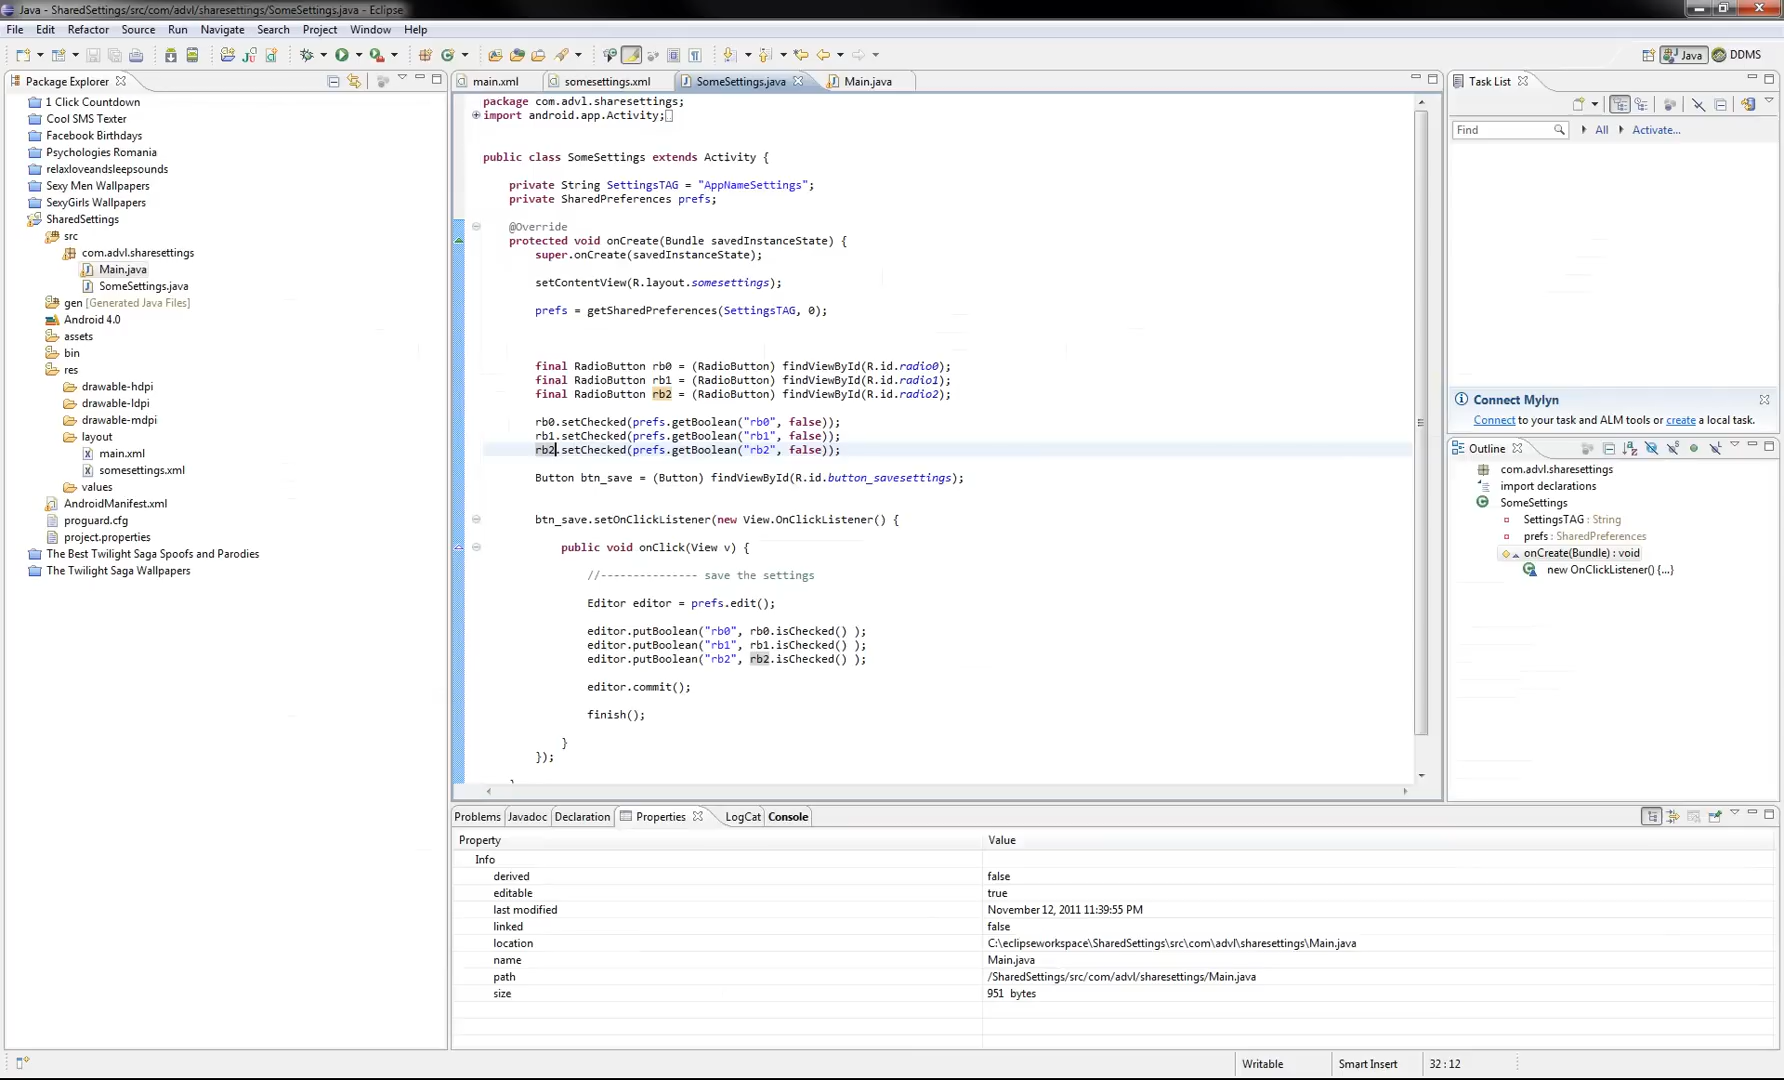 Java - SharedSettings/src/com/advl/sharesettings/SomeSettings.java - Eclipse
File Edit Refactor Source Run Navigate Search Project Window Help
Java DDMS
Package Explorer
1 Click Countdown
Cool SMS Texter
Facebook Birthdays
Psychologies Romania
relaxloveandsleepsounds
Sexy Men Wallpapers
SexyGirls Wallpapers
SharedSettings
src
com.advl.sharesettings
Main.java
SomeSettings.java
gen [Generated Java Files]
Android 4.0
assets
bin
res
drawable-hdpi
drawable-ldpi
drawable-mdpi
layout
main.xml
somesettings.xml
values
AndroidManifest.xml
proguard.cfg
project.properties
The Best Twilight Saga Spoofs and Parodies
The Twilight Saga Wallpapers
main.xml somesettings.xml SomeSettings.java Main.java
package com.advl.sharesettings;
import android.app.Activity;
public class SomeSettings extends Activity {
private String SettingsTAG = "AppNameSettings";
private SharedPreferences prefs;
@Override
protected void onCreate(Bundle savedInstanceState) {
super.onCreate(savedInstanceState);
setContentView(R.layout.somesettings);
prefs = getSharedPreferences(SettingsTAG, 0);
final RadioButton rb0 = (RadioButton) findViewById(R.id.radio0);
final RadioButton rb1 = (RadioButton) findViewById(R.id.radio1);
final RadioButton rb2 = (RadioButton) findViewById(R.id.radio2);
rb0.setChecked(prefs.getBoolean("rb0", false));
rb1.setChecked(prefs.getBoolean("rb1", false));
rb2.setChecked(prefs.getBoolean("rb2", false));
Button btn_save = (Button) findViewById(R.id.button_savesettings);
btn_save.setOnClickListener(new View.OnClickListener() {
public void onClick(View v) {
//--------------- save the settings
Editor editor = prefs.edit();
editor.putBoolean("rb0", rb0.isChecked() );
editor.putBoolean("rb1", rb1.isChecked() );
editor.putBoolean("rb2", rb2.isChecked() );
editor.commit();
finish();
}
});
Task List
Find All Activate...
Connect Mylyn
Connect to your task and ALM tools or create a local task.
Outline
com.advl.sharesettings
import declarations
SomeSettings
SettingsTAG : String
prefs : SharedPreferences
onCreate(Bundle) : void
new OnClickListener() {...}
Problems Javadoc Declaration Properties LogCat Console
Property Value
Info
derived false
editable true
last modified November 12, 2011 11:39:55 PM
linked false
location C:\eclipseworkspace\SharedSettings\src\com\advl\sharesettings\Main.java
name Main.java
path /SharedSettings/src/com/advl/sharesettings/Main.java
size 951 bytes
Writable Smart Insert 32 : 12